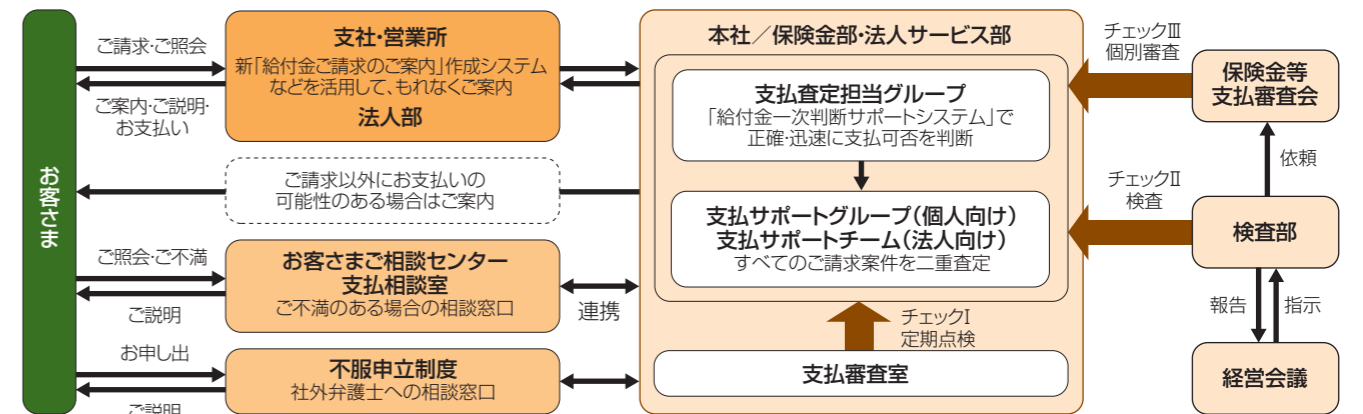 お客さま
ご請求・ご照会
ご案内・ご説明・
お支払い
支社・営業所
新「給付金ご請求のご案内」作成システム
などを活用して、もれなくご案内
法人部
ご請求以外にお支払いの
可能性のある場合はご案内
ご照会・ご不満
ご説明
お客さまご相談センター
支払相談室
ご不満のある場合の相談窓口
連携
お申し出
ご説明
不服申立制度
社外弁護士への相談窓口
本社／保険金部・法人サービス部
支払査定担当グループ
「給付金一次判断サポートシステム」で
正確・迅速に支払可否を判断
支払サポートグループ（個人向け）
支払サポートチーム（法人向け）
すべてのご請求案件を二重査定
チェックⅠ
定期点検
支払審査室
チェックⅢ
個別審査
保険金等
支払審査会
依頼
チェックⅡ
検査
検査部
報告
指示
経営会議